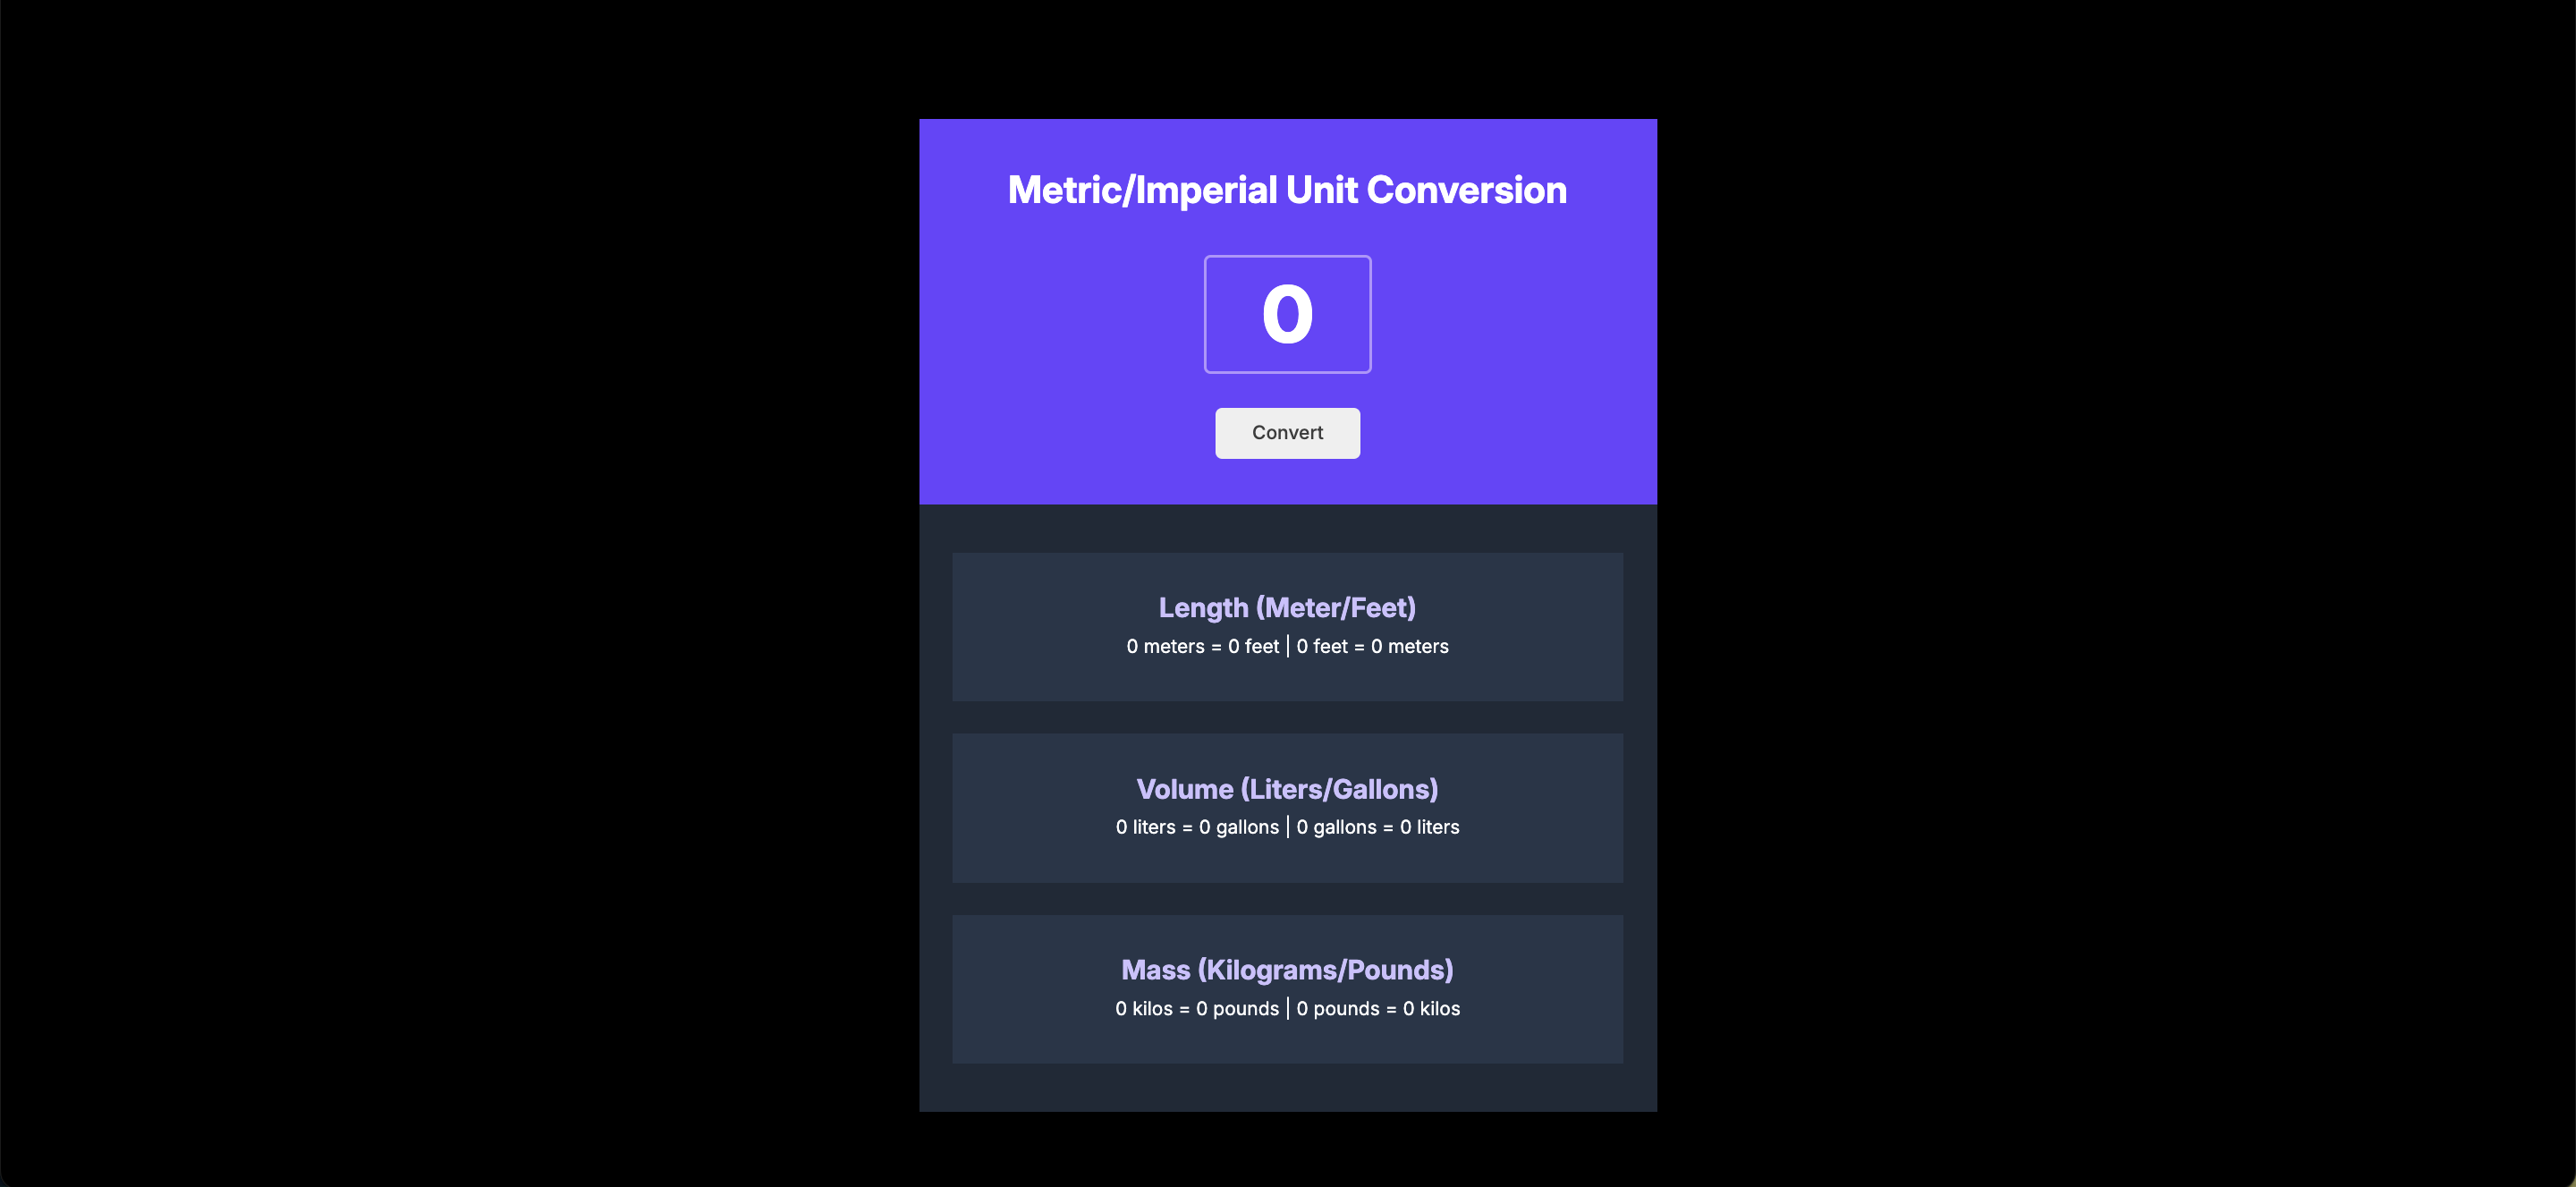 Metric/Imperial Unit Conversion
0
Convert
Length (Meter/Feet)
0 meters = 0 feet | 0 feet = 0 meters
Volume (Liters/Gallons)
0 liters = 0 gallons | 0 gallons = 0 liters
Mass (Kilograms/Pounds)
0 kilos = 0 pounds | 0 pounds = 0 kilos